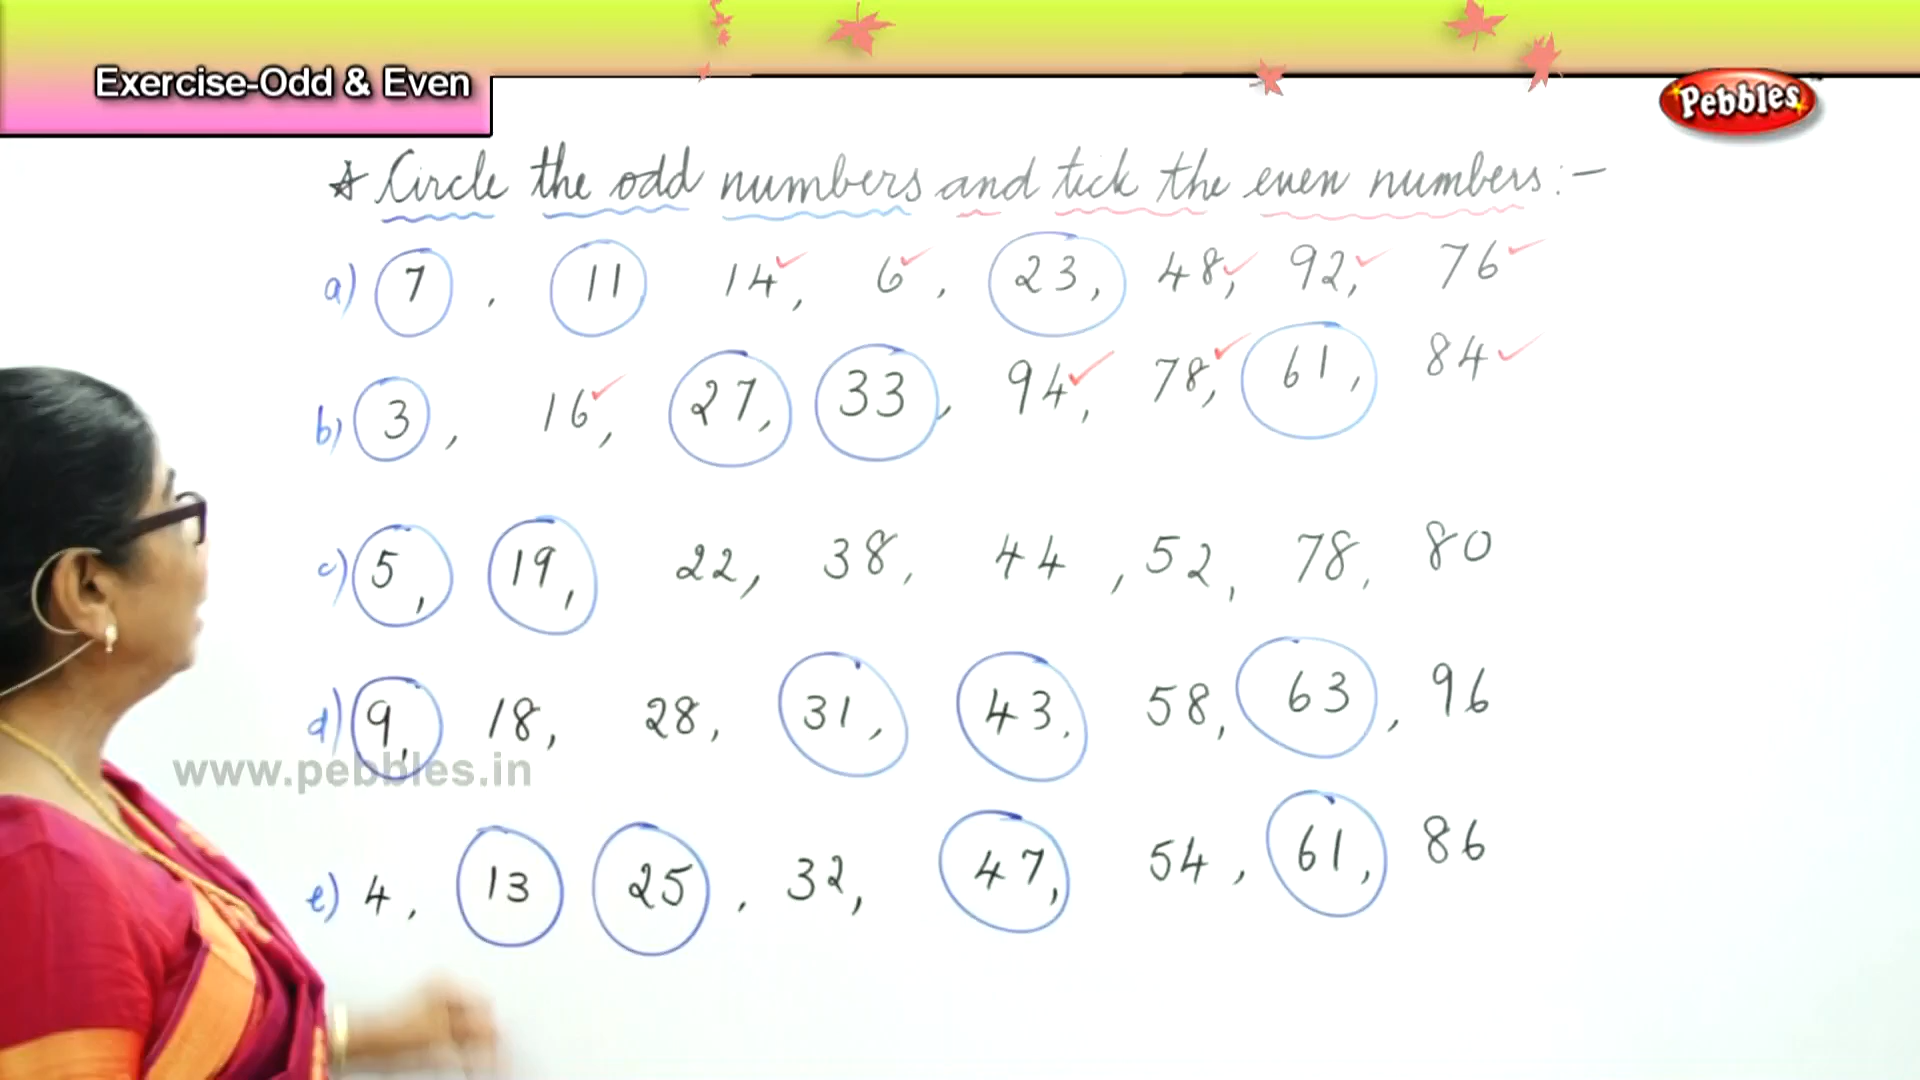 Exercise-Odd & Even
Pebbles
Circle the odd numbers and tick the even numbers :-
a) 7 , 11 14 ✓, 6 ✓, 23, 48 ✓, 92 ✓, 76 ✓
b) 3 , 16 ✓, 27, 33 , 94 ✓, 78 ✓, 61 , 84 ✓
c) 5 , 19 , 22, 38, 44 , 52, 78, 80
d) 9, 18, 28, 31, 43, 58, 63 , 96
www.pebbles.in
e) 4, 13 25 , 32, 47, 54 , 61, 86